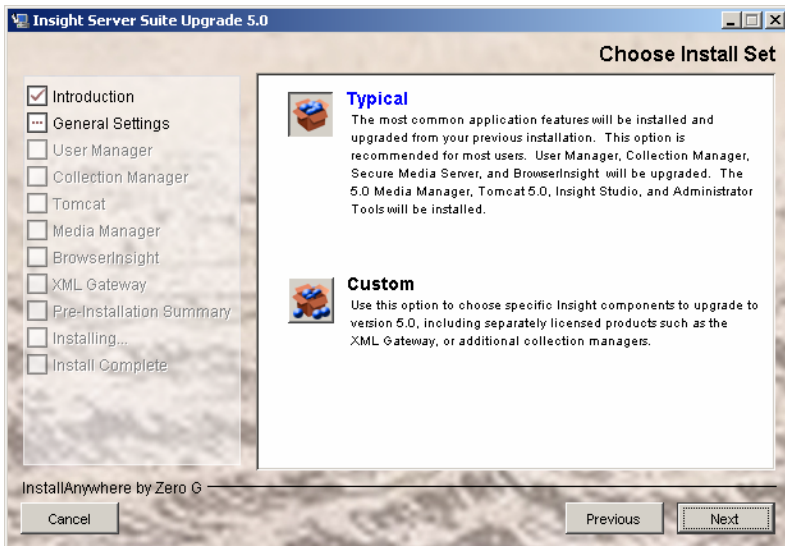 Insight Server Suite Upgrade 5.0
Choose Install Set
Introduction
General Settings
User Manager
Collection Manager
Tomcat
Media Manager
BrowserInsight
XML Gateway
Pre-Installation Summary
Installing...
Install Complete
Typical
The most common application features will be installed and
upgraded from your previous installation. This option is
recommended for most users. User Manager, Collection Manager,
Secure Media Server, and BrowserInsight will be upgraded. The
5.0 Media Manager, Tomcat 5.0, Insight Studio, and Administrator
Tools will be installed.
Custom
Use this option to choose specific Insight components to upgrade to
version 5.0, including separately licensed products such as the
XML Gateway, or additional collection managers.
InstallAnywhere by Zero G
Cancel
Previous
Next